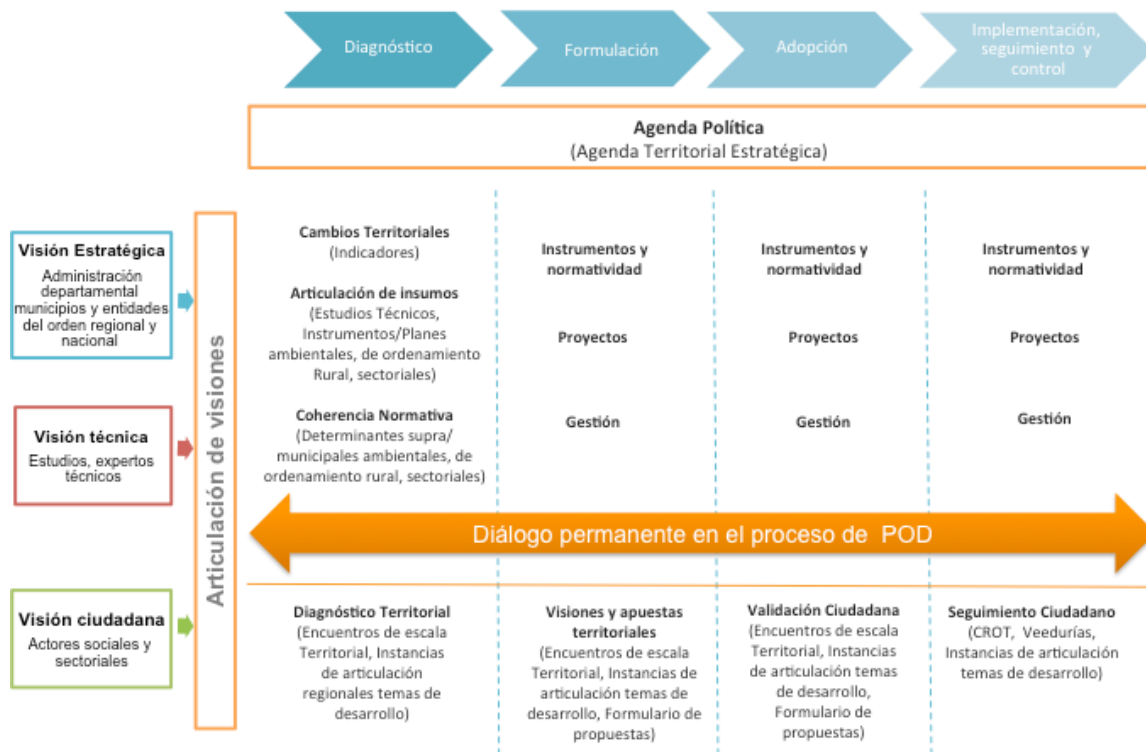 Diagnóstico
Formulación
Adopción
Implementación,
seguimiento y
control
Agenda Política
(Agenda Territorial Estratégica)
Visión Estratégica
Administración
departamental
municipios y entidades
del orden regional y
nacional
Visión técnica
Estudios, expertos
técnicos
Visión ciudadana
Actores sociales y
sectoriales
Articulación de visiones
Cambios Territoriales
(Indicadores)
Articulación de insumos
(Estudios Técnicos,
Instrumentos/Planes
ambientales, de ordenamiento
Rural, sectoriales)
Coherencia Normativa
(Determinantes supra/
municipales ambientales, de
ordenamiento rural, sectoriales)
Instrumentos y
normatividad
Proyectos
Gestión
Instrumentos y
normatividad
Proyectos
Gestión
Instrumentos y
normatividad
Proyectos
Gestión
Diálogo permanente en el proceso de POD
Diagnóstico Territorial
(Encuentros de escala
Territorial, Instancias
de articulación
regionales temas de
desarrollo)
Visiones y apuestas
territoriales
(Encuentros de escala
Territorial, Instancias de
articulación temas de
desarrollo, Formulario de
propuestas)
Validación Ciudadana
(Encuentros de escala
Territorial, Instancias
de articulación temas
de desarrollo,
Formulario de
propuestas)
Seguimiento Ciudadano
(CROT, Veedurías,
Instancias de articulación
temas de desarrollo)